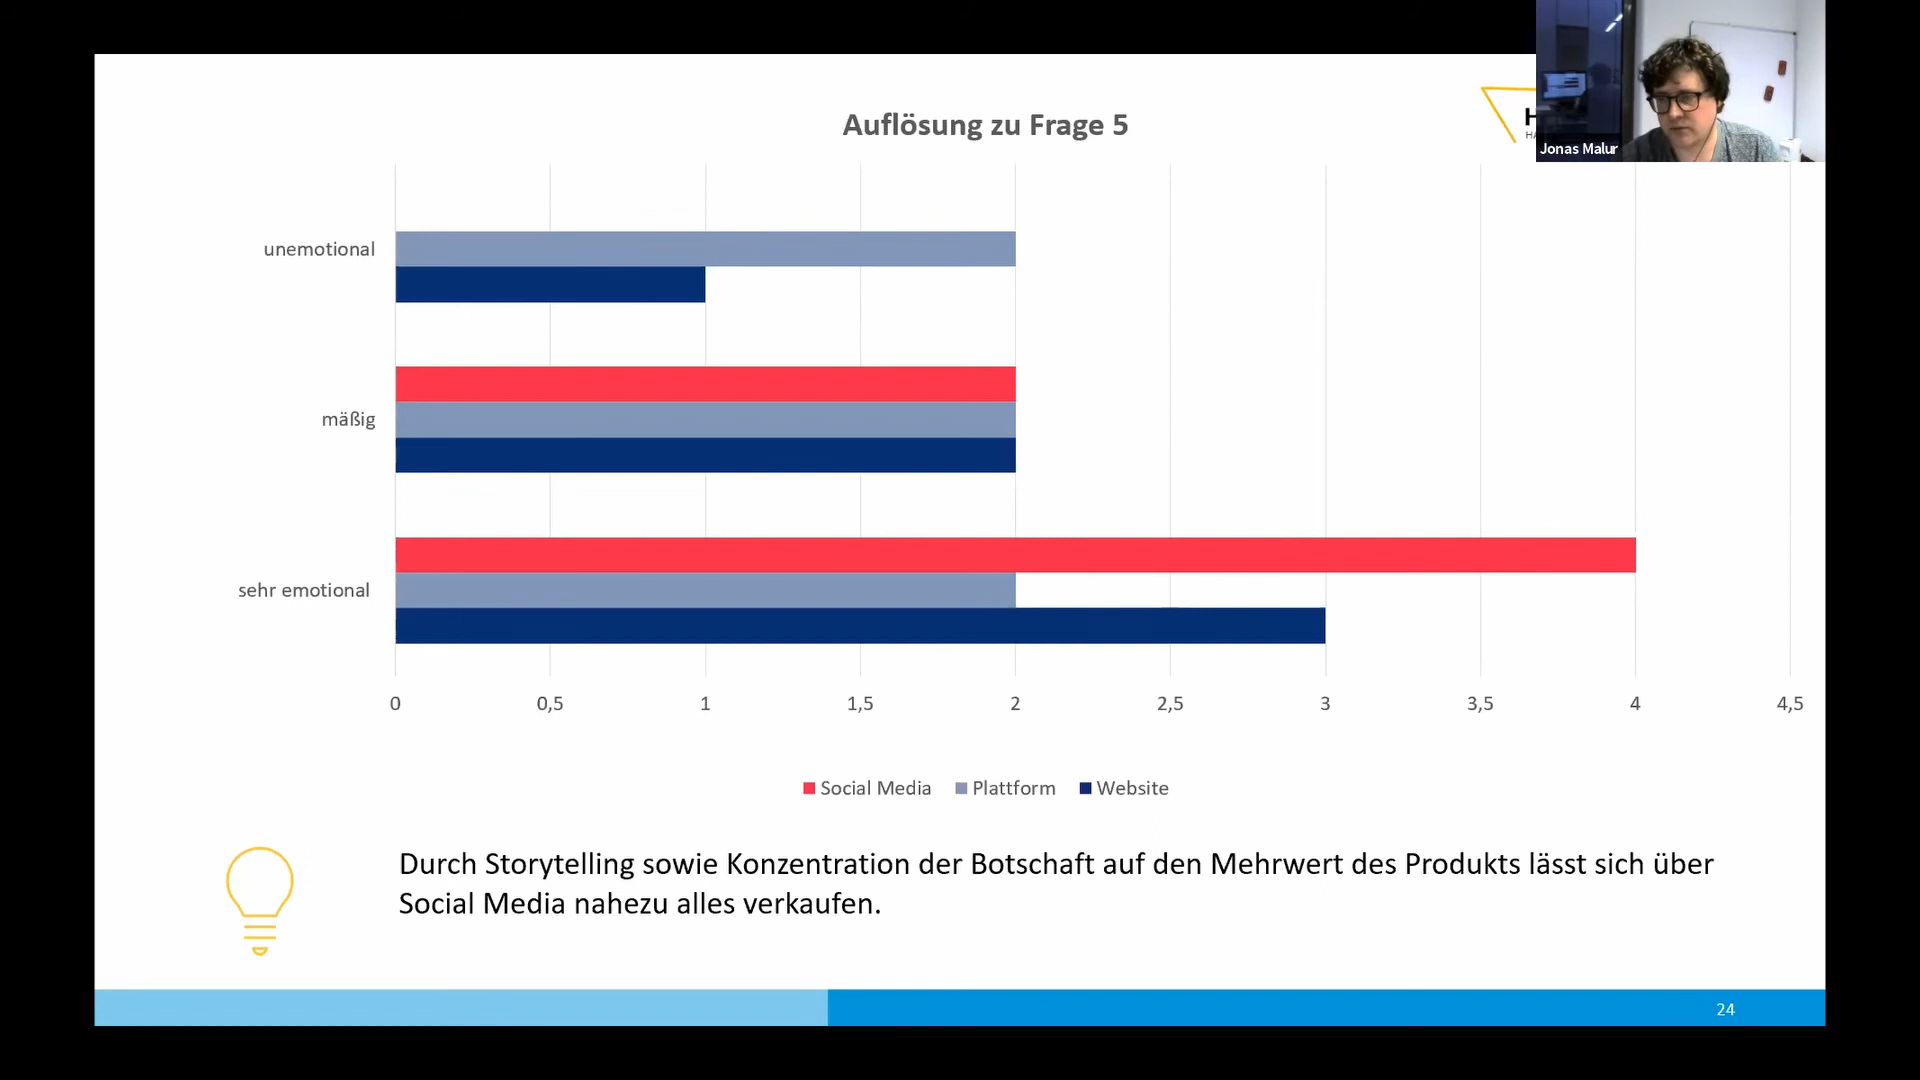 Auflösung zu Frage 5
Jonas Malur
unemotional
mäßig
sehr emotional
0 0,5 1 1,5 2 2,5 3 3,5 4 4,5
Social Media Plattform Website
Durch Storytelling sowie Konzentration der Botschaft auf den Mehrwert des Produkts lässt sich über
Social Media nahezu alles verkaufen.
24